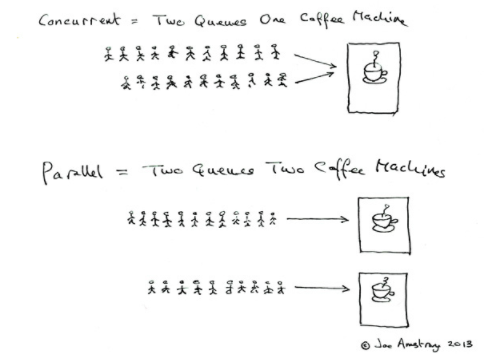 Concurrent = Two Queues One Coffee Machine
Parallel = Two Queues Two Coffee Machines
© Joe Armstrong 2013